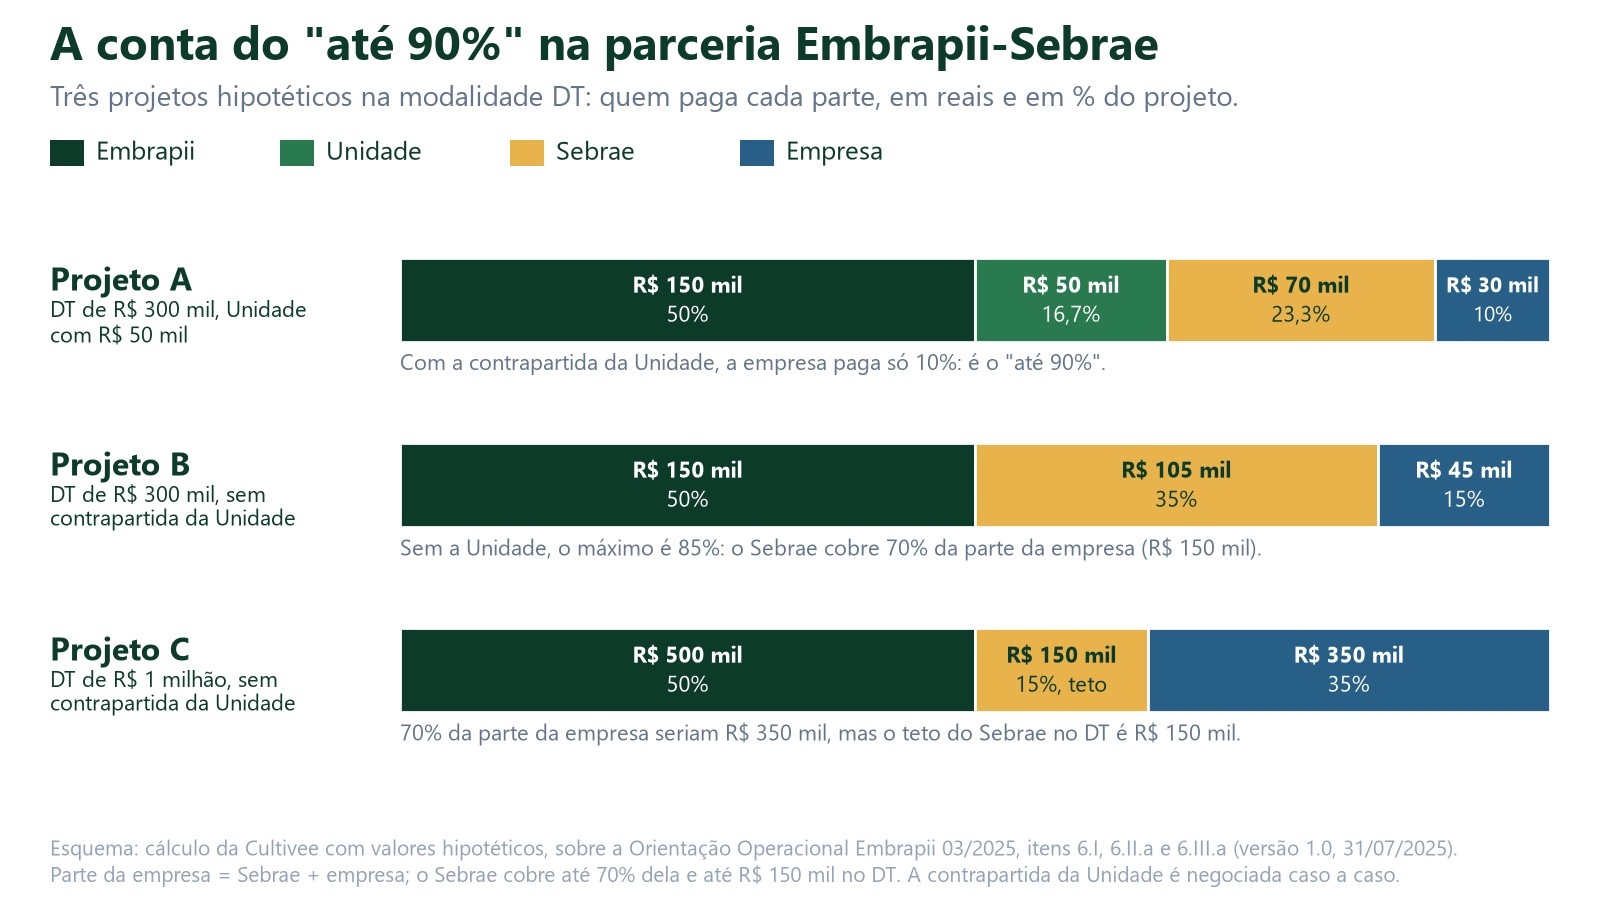 A conta do "até 90%" na parceria Embrapii-Sebrae
Três projetos hipotéticos na modalidade DT: quem paga cada parte, em reais e em % do projeto.
Embrapii
Unidade
Sebrae
Empresa
Projeto A
DT de R$ 300 mil, Unidade
com R$ 50 mil
R$ 150 mil
50%
R$ 50 mil
16,7%
R$ 70 mil
23,3%
R$ 30 mil
10%
Com a contrapartida da Unidade, a empresa paga só 10%: é o "até 90%".
Projeto B
DT de R$ 300 mil, sem
contrapartida da Unidade
R$ 150 mil
50%
R$ 105 mil
35%
R$ 45 mil
15%
Sem a Unidade, o máximo é 85%: o Sebrae cobre 70% da parte da empresa (R$ 150 mil).
Projeto C
DT de R$ 1 milhão, sem
contrapartida da Unidade
R$ 500 mil
50%
R$ 150 mil
15%, teto
R$ 350 mil
35%
70% da parte da empresa seriam R$ 350 mil, mas o teto do Sebrae no DT é R$ 150 mil.
Esquema: cálculo da Cultivee com valores hipotéticos, sobre a Orientação Operacional Embrapii 03/2025, itens 6.I, 6.II.a e 6.III.a (versão 1.0, 31/07/2025).
Parte da empresa = Sebrae + empresa; o Sebrae cobre até 70% dela e até R$ 150 mil no DT. A contrapartida da Unidade é negociada caso a caso.